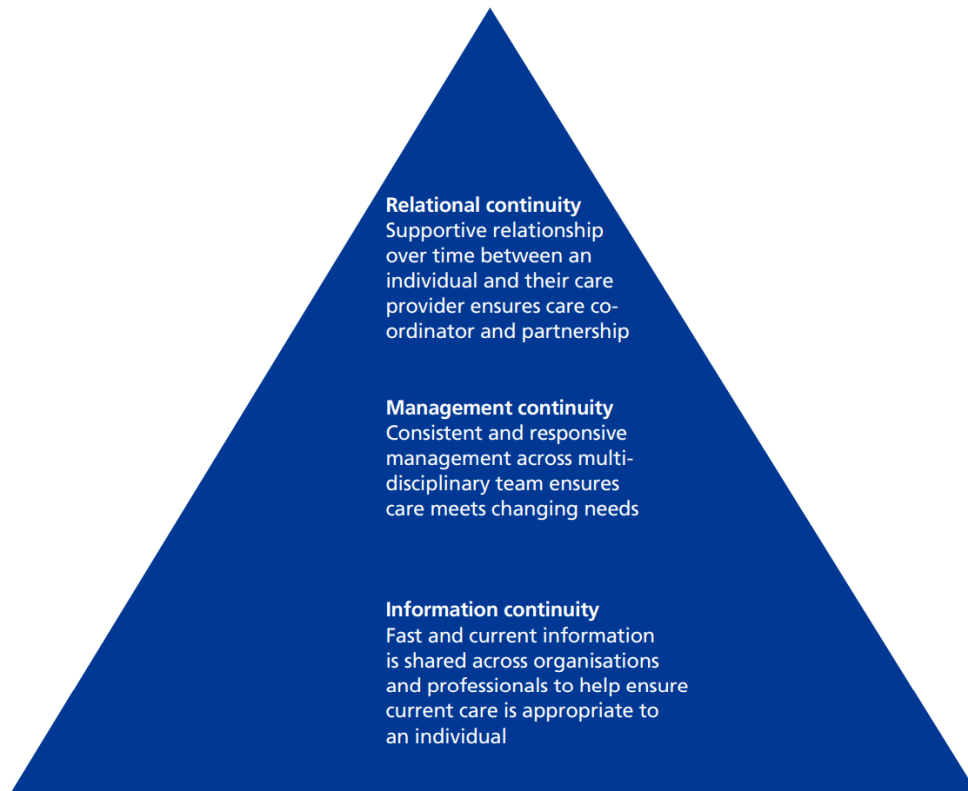 Relational continuity
Supportive relationship
over time between an
individual and their care
provider ensures care co-
ordinator and partnership
Management continuity
Consistent and responsive
management across multi-
disciplinary team ensures
care meets changing needs
Information continuity
Fast and current information
is shared across organisations
and professionals to help ensure
current care is appropriate to
an individual